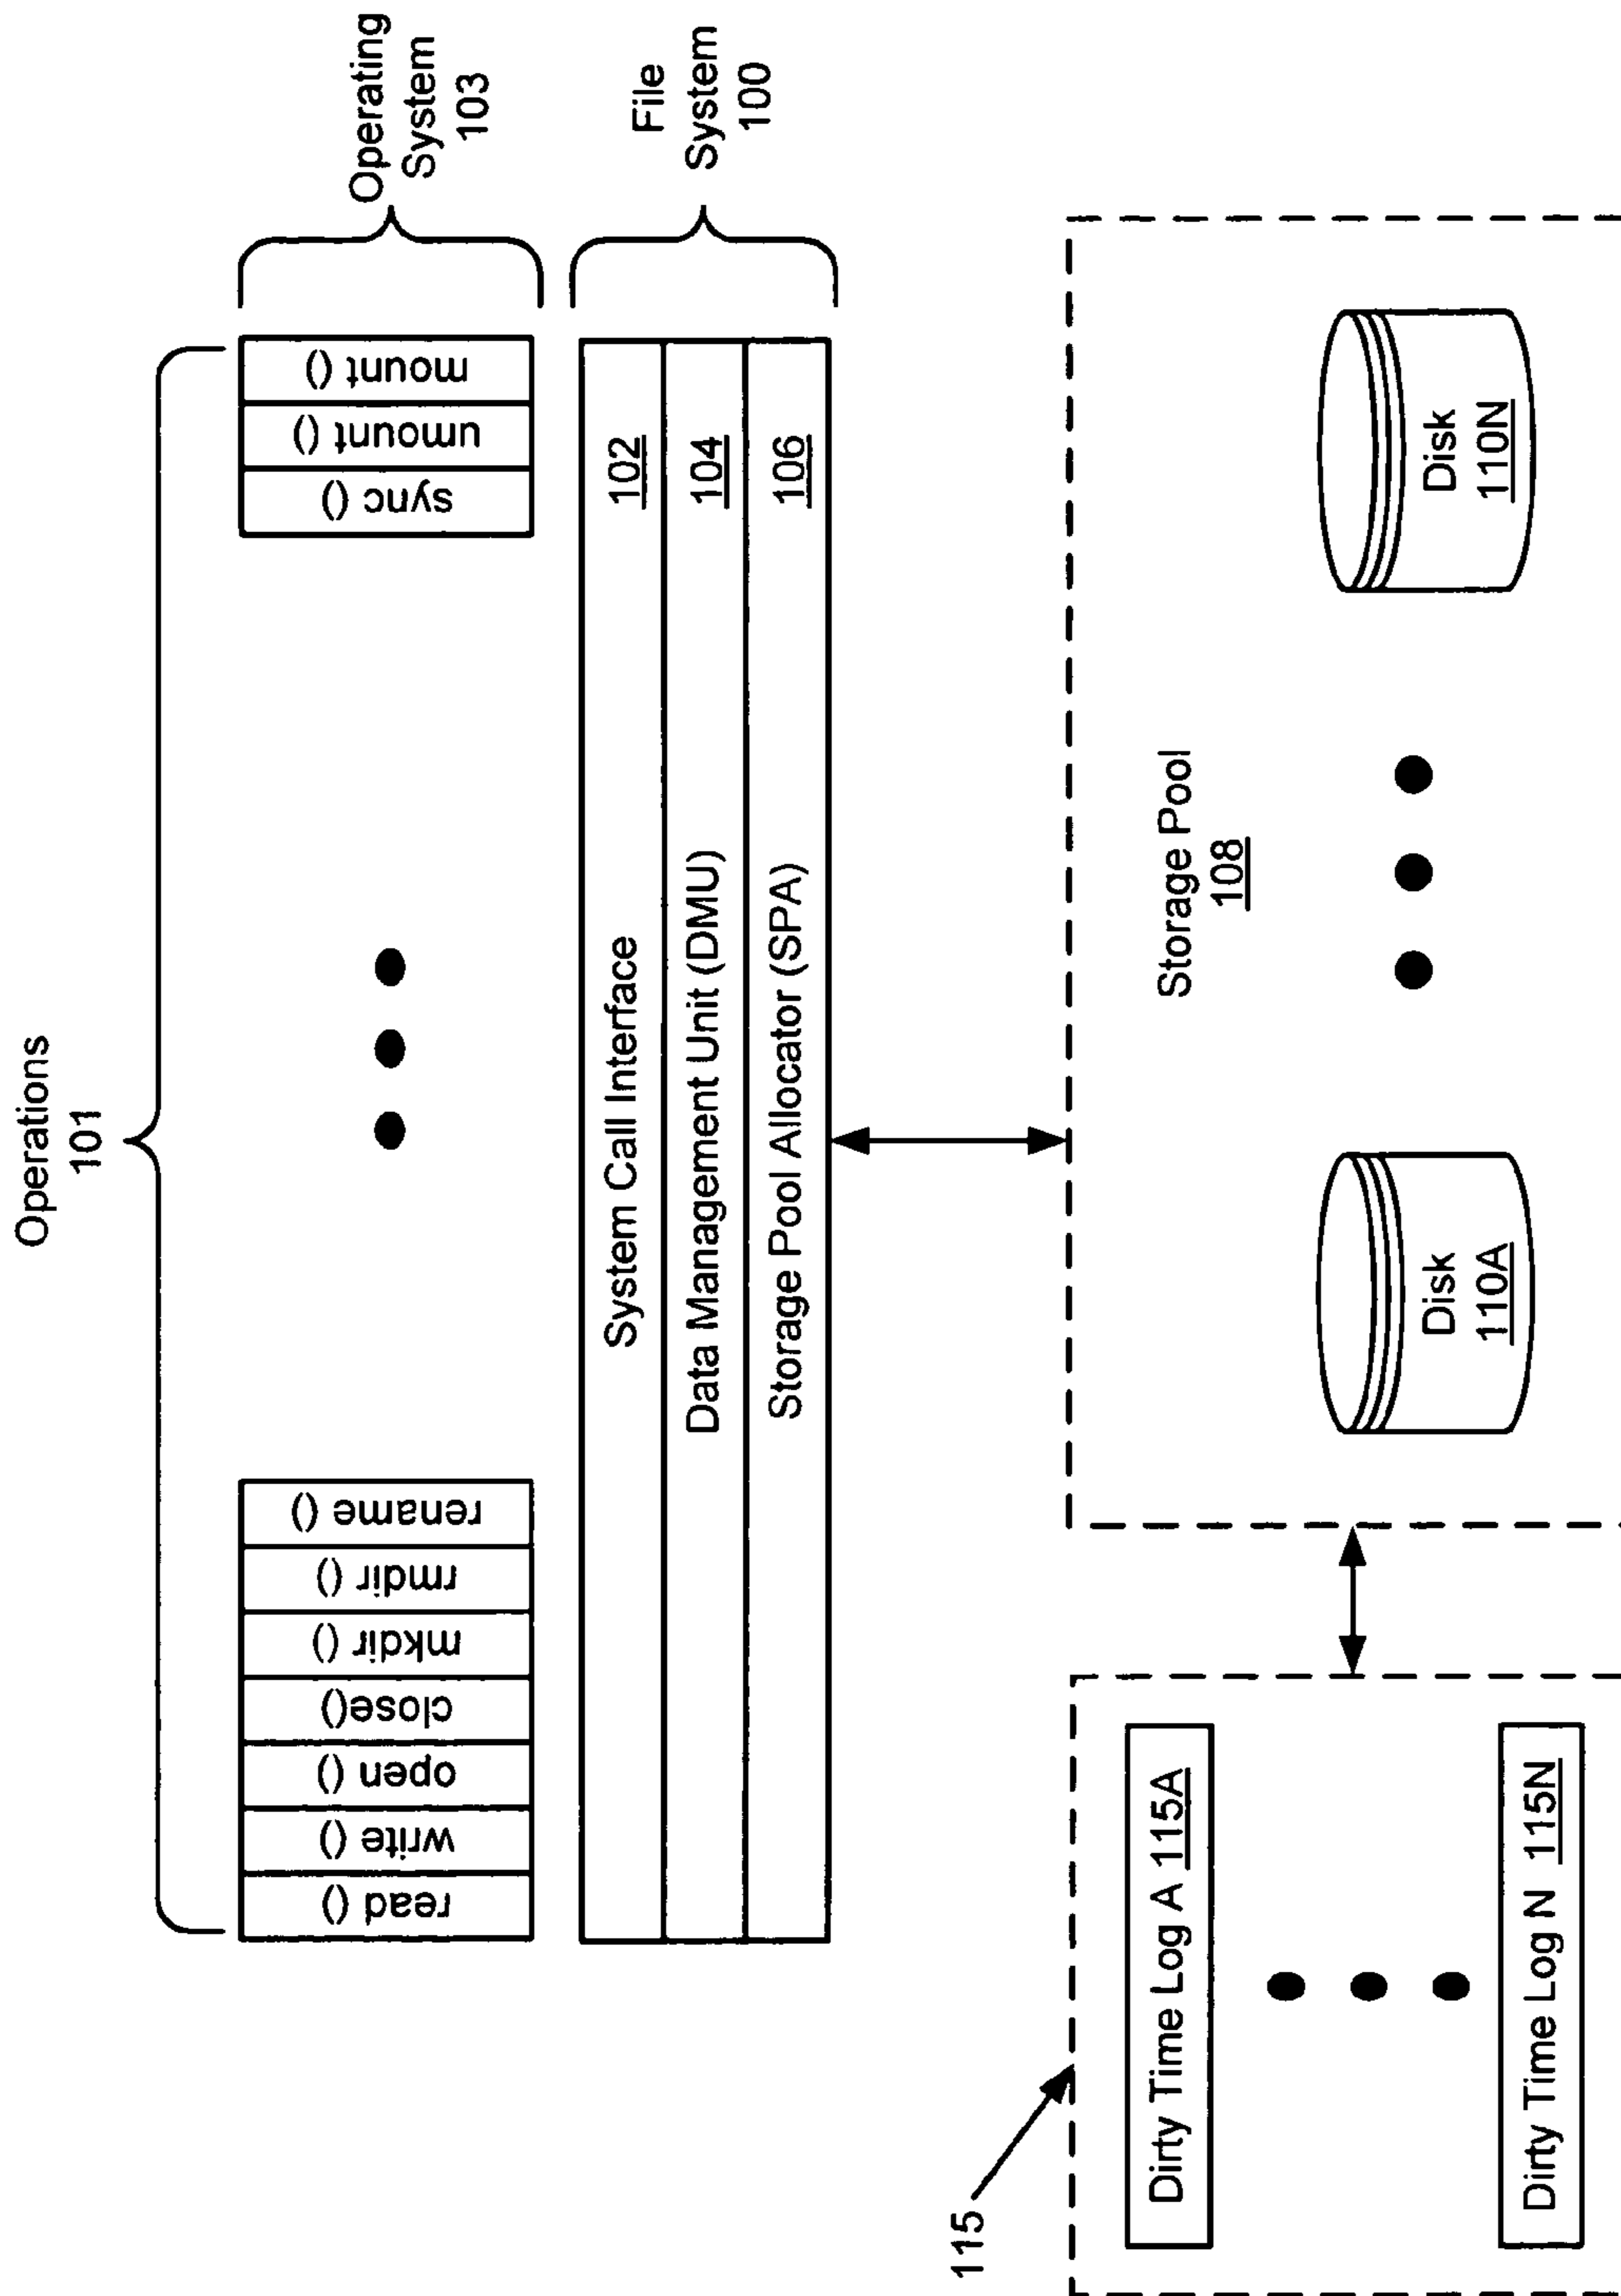 Operations
101
read ()
write ()
open ()
close()
mkdir ()
rmdir ()
rename ()
sync ()
umount ()
mount ()
Operating
System
103
System Call Interface 102
Data Management Unit (DMU) 104
Storage Pool Allocator (SPA) 106
File
System
100
115
Dirty Time Log A 115A
Dirty Time Log N 115N
Storage Pool
108
Disk
110A
Disk
110N